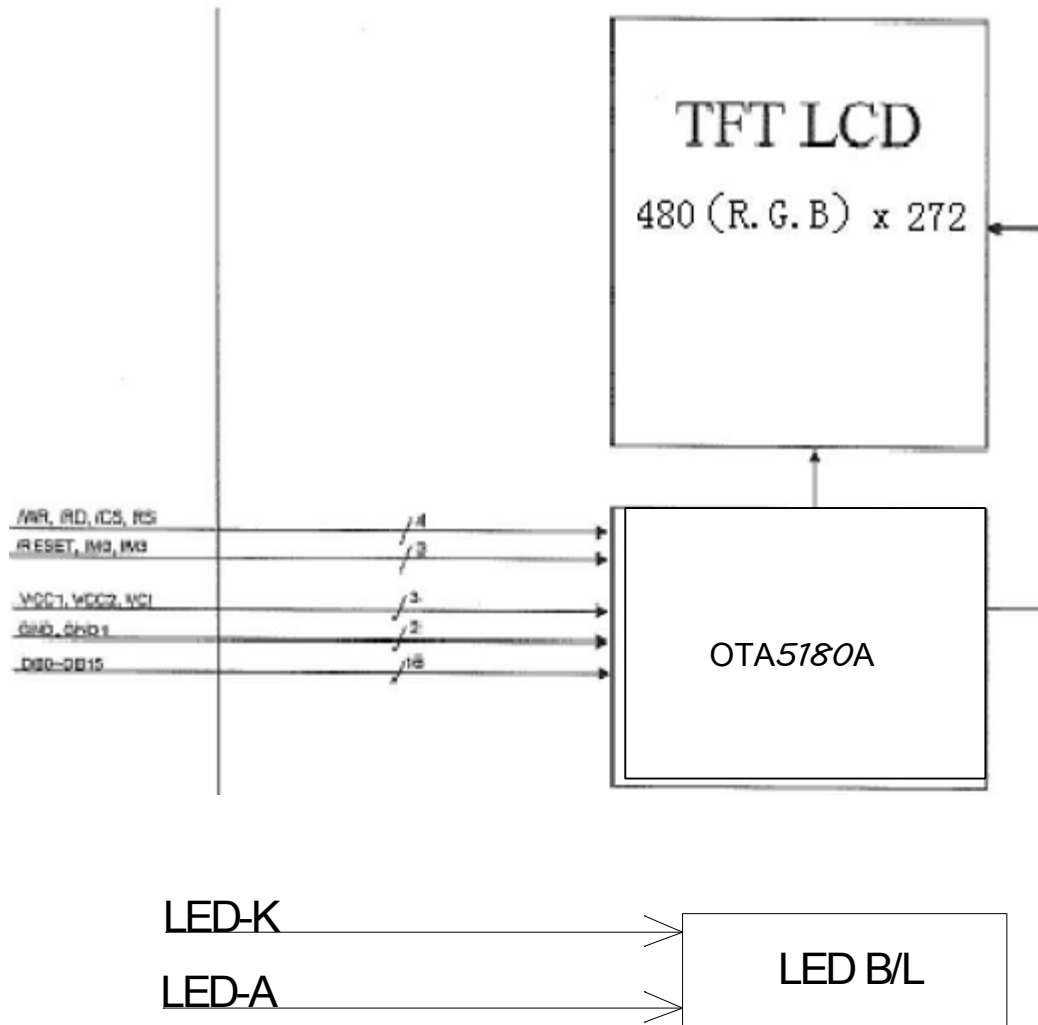 TFT LCD
480 (R.G.B) x 272
/WR, /RD, /CS, RS
4
/RESET, IM0, IM3
3
VCC1, VCC2, VCI
3
GND, GND1
2
DB0~DB15
16
OTA5180A
LED-K
LED B/L
LED-A